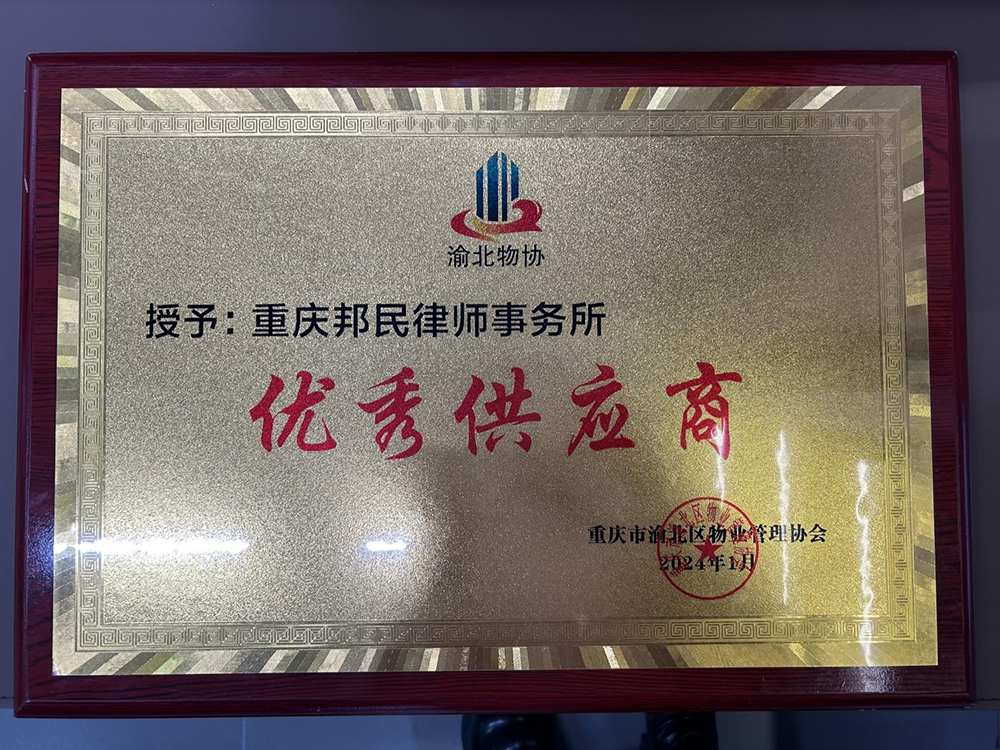 渝北物协
授予：重庆邦民律师事务所
优秀供应商
重庆市渝北区物业管理协会
2024年1月